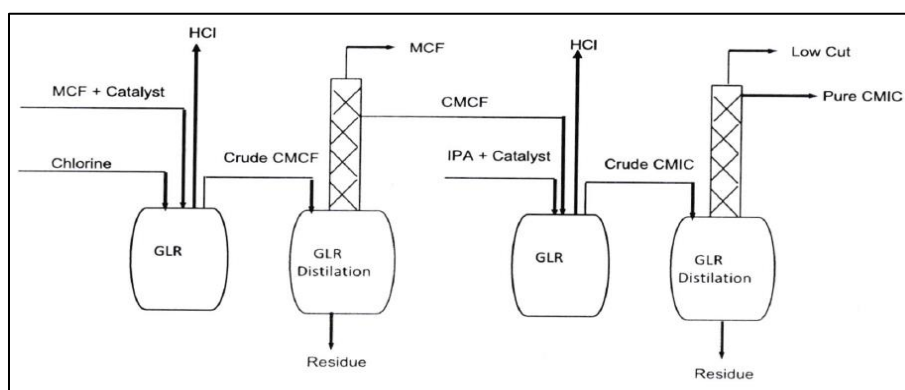 HCl
MCF
HCl
Low Cut
MCF + Catalyst
CMCF
Pure CMIC
Chlorine
Crude CMCF
IPA + Catalyst
Crude CMIC
GLR
GLR
Distilation
GLR
GLR
Distilation
Residue
Residue